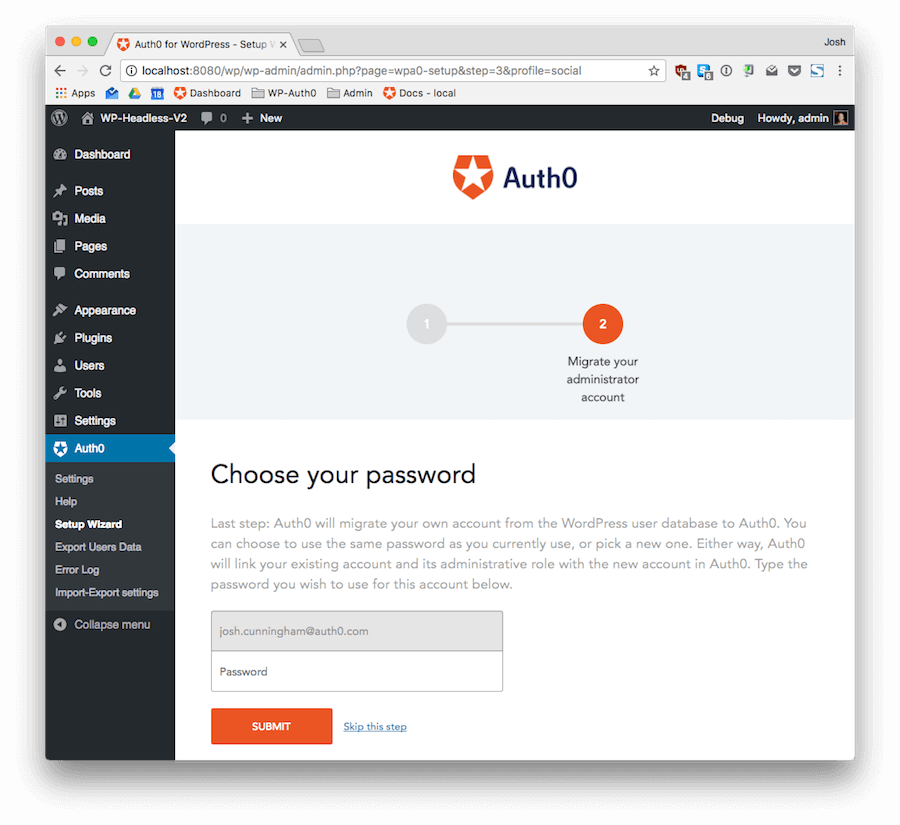 Auth0 for WordPress - Setup W
Josh
localhost:8080/wp/wp-admin/admin.php?page=wpa0-setup&step=3&profile=social
4
6
Apps
18
Dashboard
WP-Auth0
Admin
Docs - local
WP-Headless-V2
0
New
Debug
Howdy, admin
Dashboard
Posts
Media
Pages
Comments
Appearance
Plugins
Users
Tools
Settings
Auth0
Settings
Help
Setup Wizard
Export Users Data
Error Log
Import-Export settings
Collapse menu
Auth0
1
2
Migrate your
administrator
account
Choose your password
Last step: Auth0 will migrate your own account from the WordPress user database to Auth0. You
can choose to use the same password as you currently use, or pick a new one. Either way, Auth0
will link your existing account and its administrative role with the new account in Auth0. Type the
password you wish to use for this account below.
josh.cunningham@auth0.com
Password
SUBMIT
Skip this step